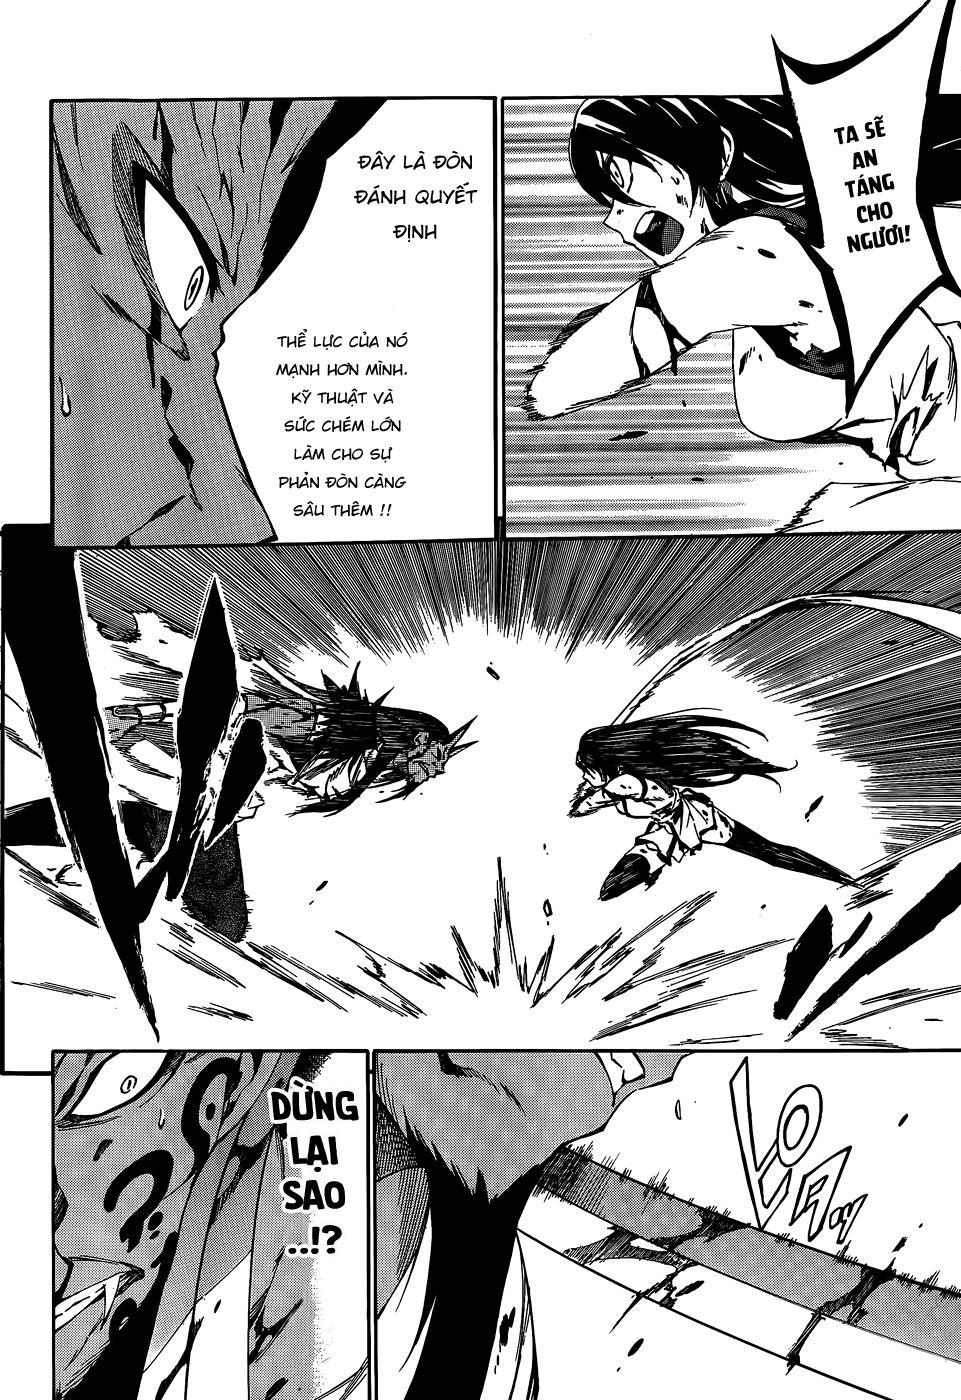 TA SẼ
AN
TÁNG
CHO
NGƯƠI!
ĐÂY LÀ ĐÒN
ĐÁNH QUYẾT
ĐỊNH
THỂ LỰC CỦA NÓ
MẠNH HƠN MÌNH.
KỸ THUẬT VÀ
SỨC CHÉM LỚN
LÀM CHO SỰ
PHẢN ĐÒN CÀNG
SÂU THÊM !!
DỪNG
LẠI
SAO
..!?